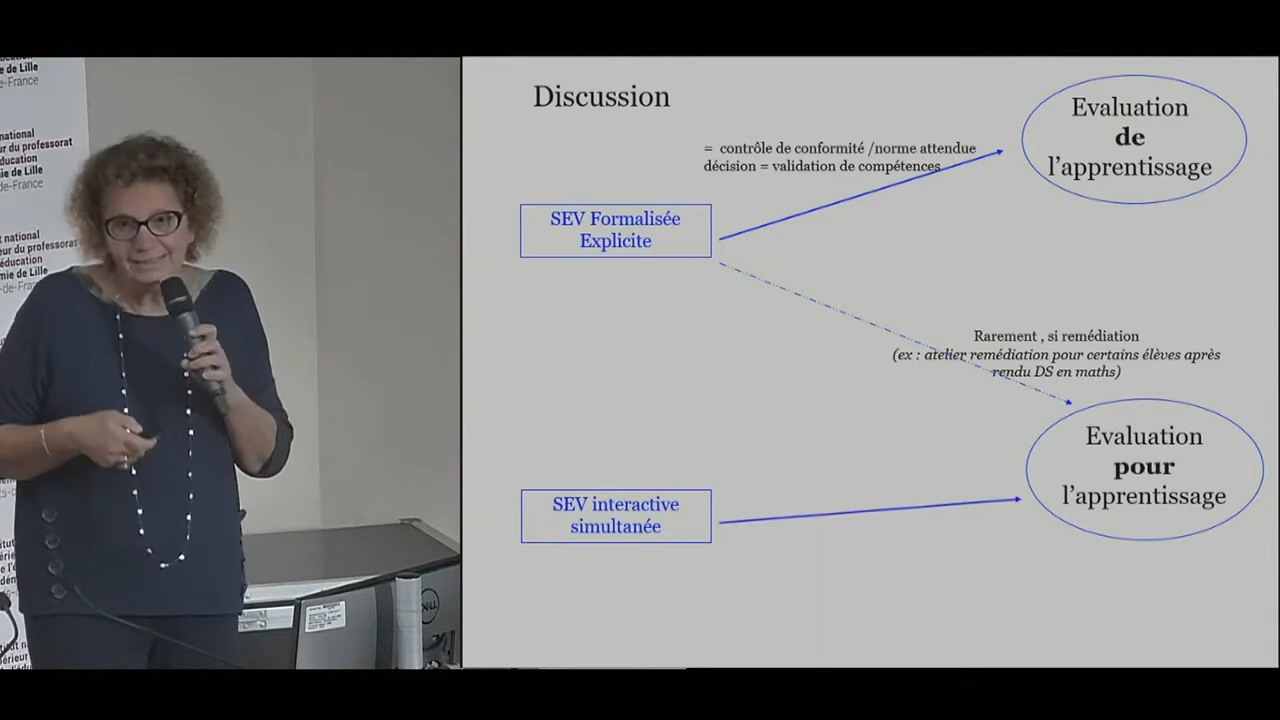 e de Lille
de-France
national
ur du professorat
éducation
ie de Lille
de-France
t national
eur du professorat
éducation
mie de Lille
Discussion
= contrôle de conformité /norme attendue
décision = validation de compétences
Evaluation
de
l'apprentissage
SEV Formalisée
Explicite
Rarement , si remédiation
(ex : atelier remédiation pour certains élèves après
rendu DS en maths)
Evaluation
pour
l'apprentissage
SEV interactive
simultanée
DELL